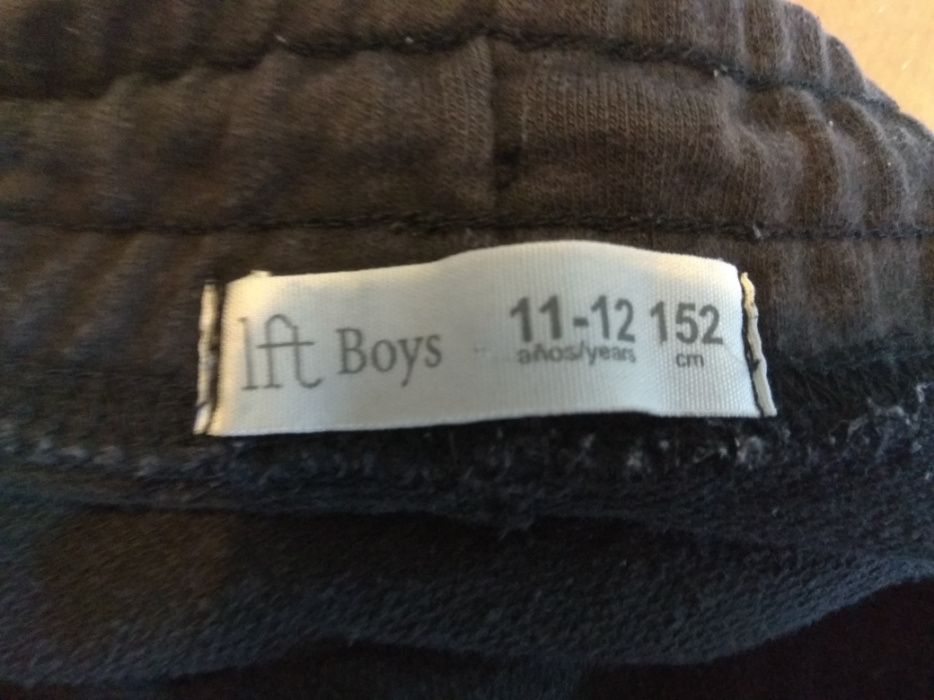 lft Boys 11-12 152
años/years cm